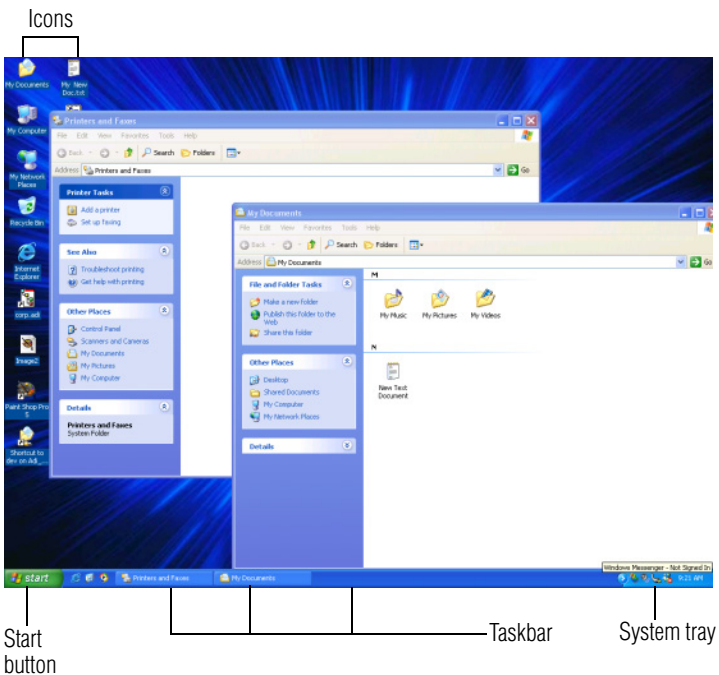 Icons
My Documents
My New
Doc.txt
My Computer
My Network
Places
Recycle Bin
Internet
Explorer
corp.adi
Image2
Paint Shop Pro
5
Shortcut to
dev on Adi_...
Printers and Faxes
File Edit View Favorites Tools Help
Back Search Folders
Address Printers and Faxes Go
Printer Tasks
Add a printer
Set up faxing
See Also
Troubleshoot printing
Get help with printing
Other Places
Control Panel
Scanners and Cameras
My Documents
My Pictures
My Computer
Details
Printers and Faxes
System Folder
My Documents
File Edit View Favorites Tools Help
Back Search Folders
Address My Documents Go
File and Folder Tasks
Make a new folder
Publish this folder to the
Web
Share this folder
Other Places
Desktop
Shared Documents
My Computer
My Network Places
Details
M
My Music My Pictures My Videos
N
New Text
Document
Windows Messenger - Not Signed In
start Printers and Faxes My Documents 9:21 AM
Start
button
Taskbar
System tray